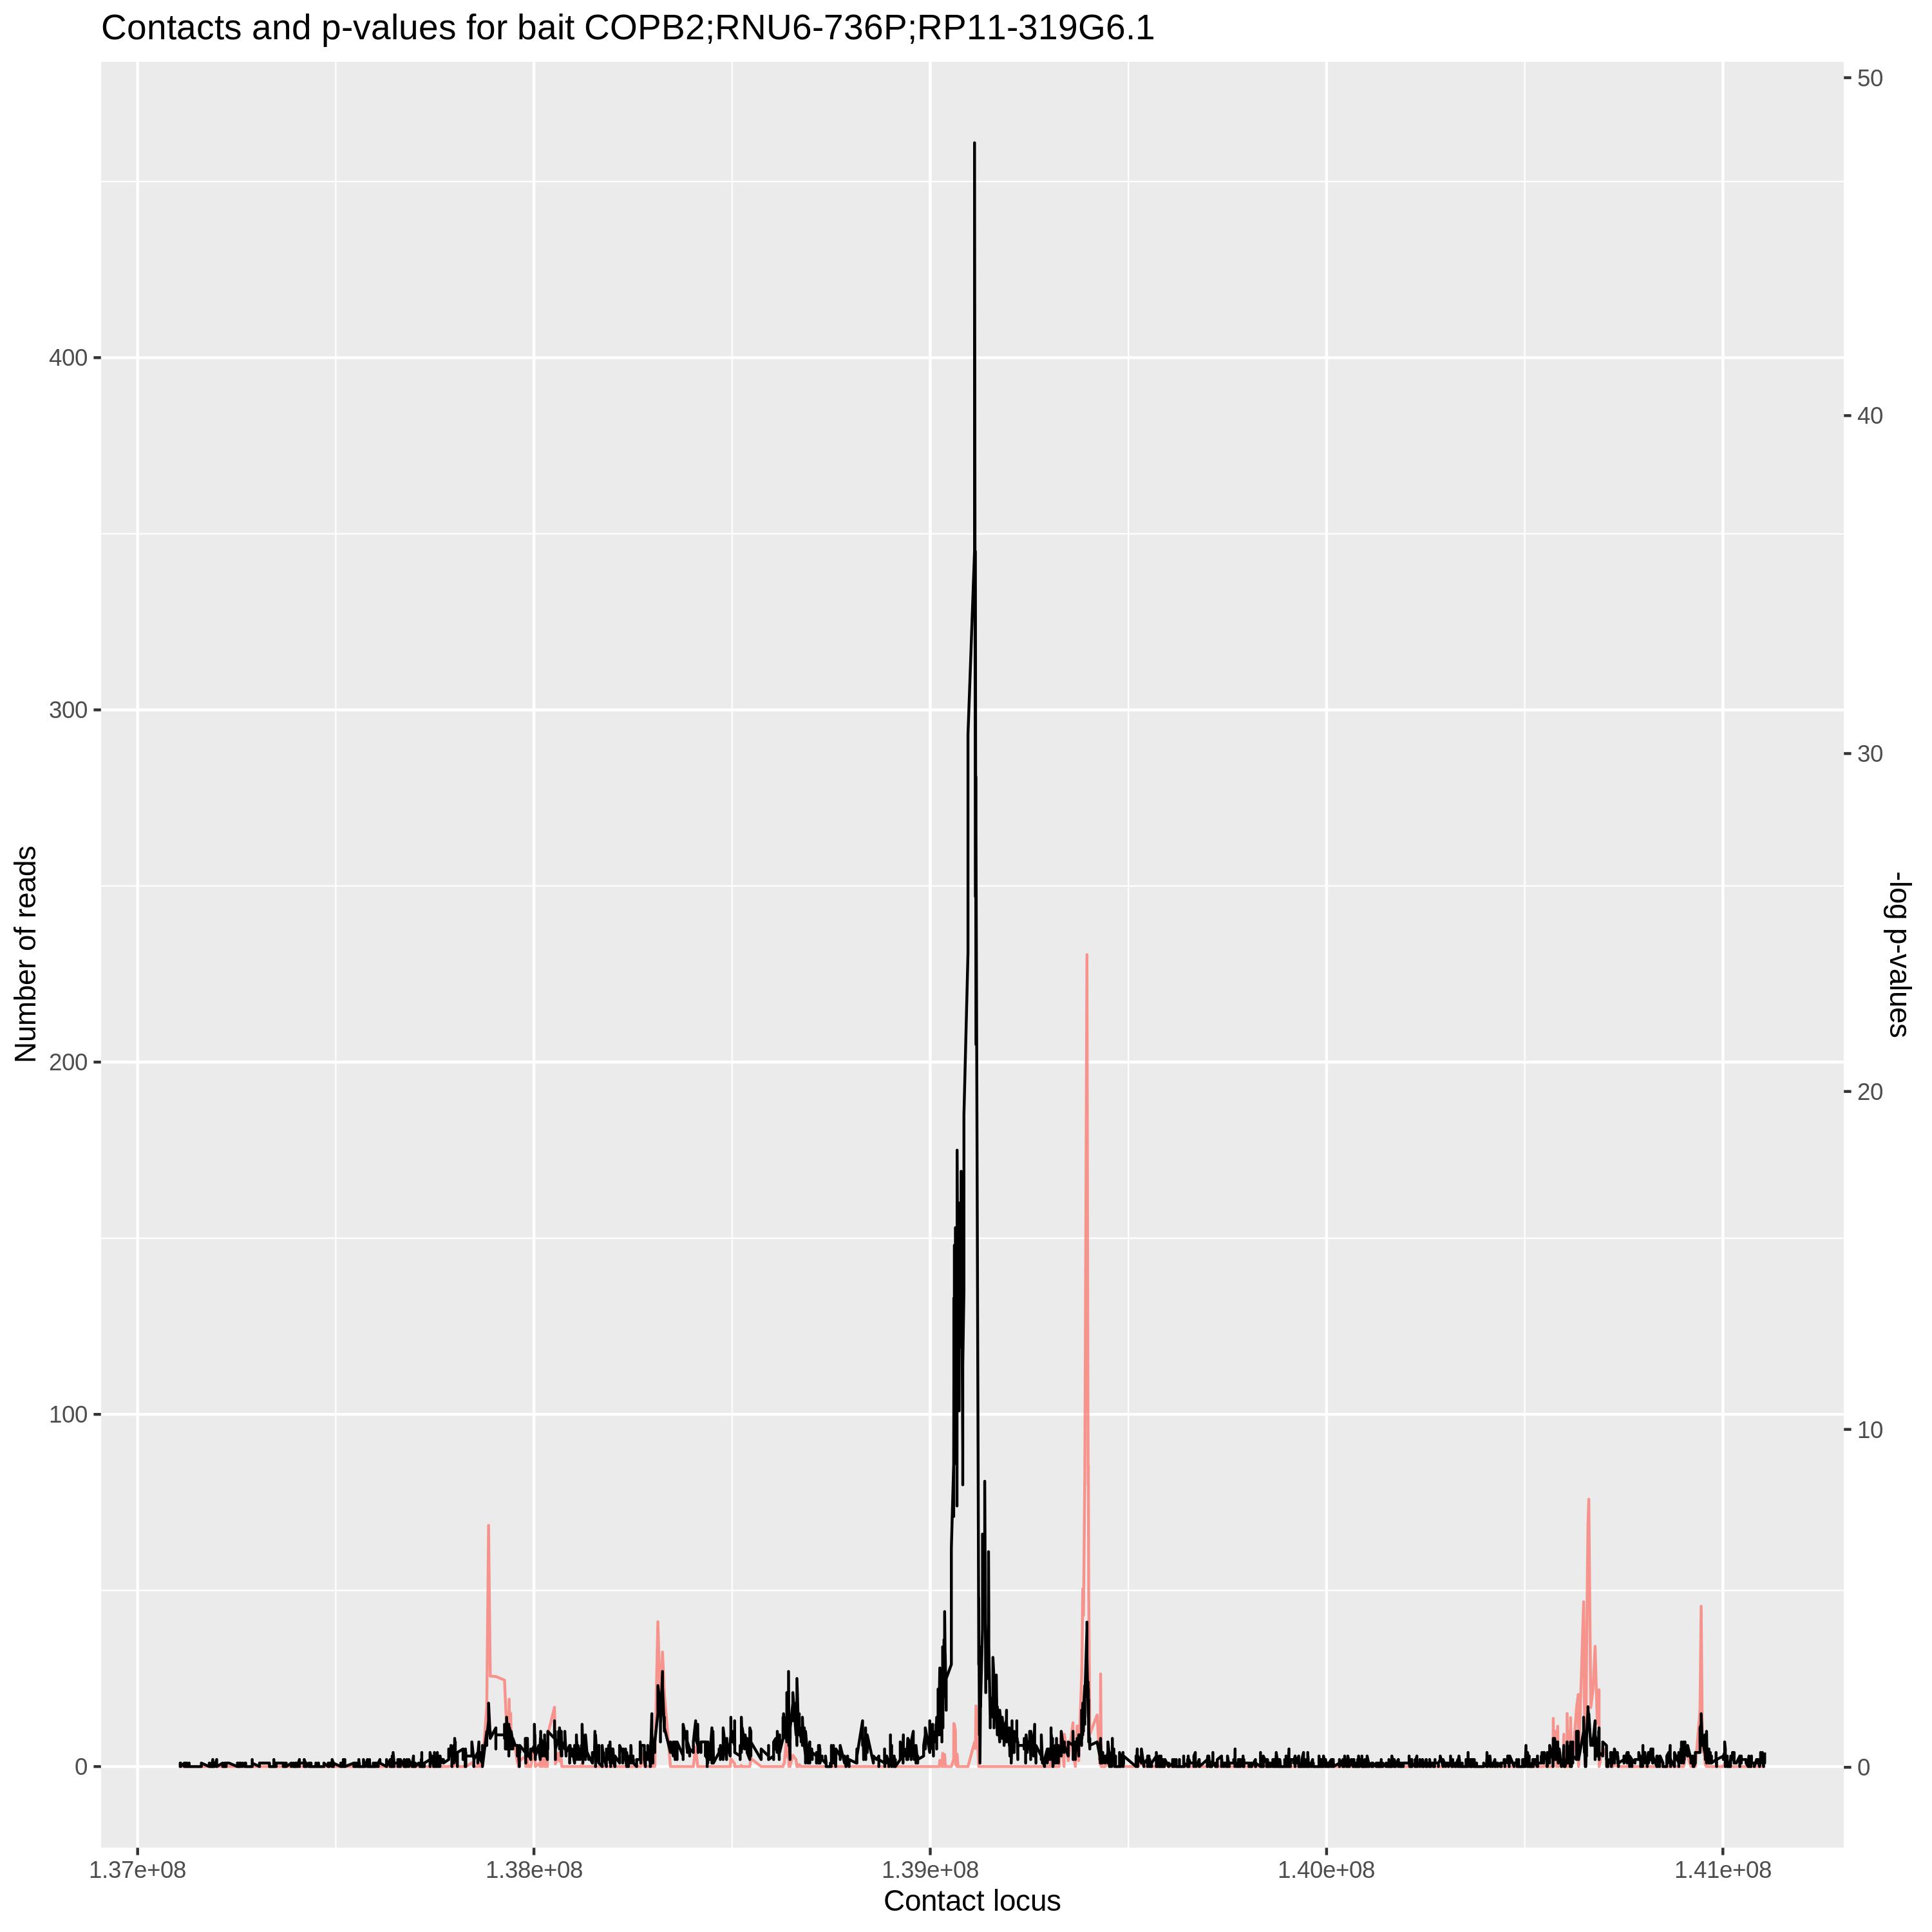 Contacts and p-values for bait COPB2;RNU6-736P;RP11-319G6.1
50
400
40
300
30
Number of reads
-log p-values
200
20
100
10
0
0
1.37e+08
1.38e+08
1.39e+08
1.40e+08
1.41e+08
Contact locus